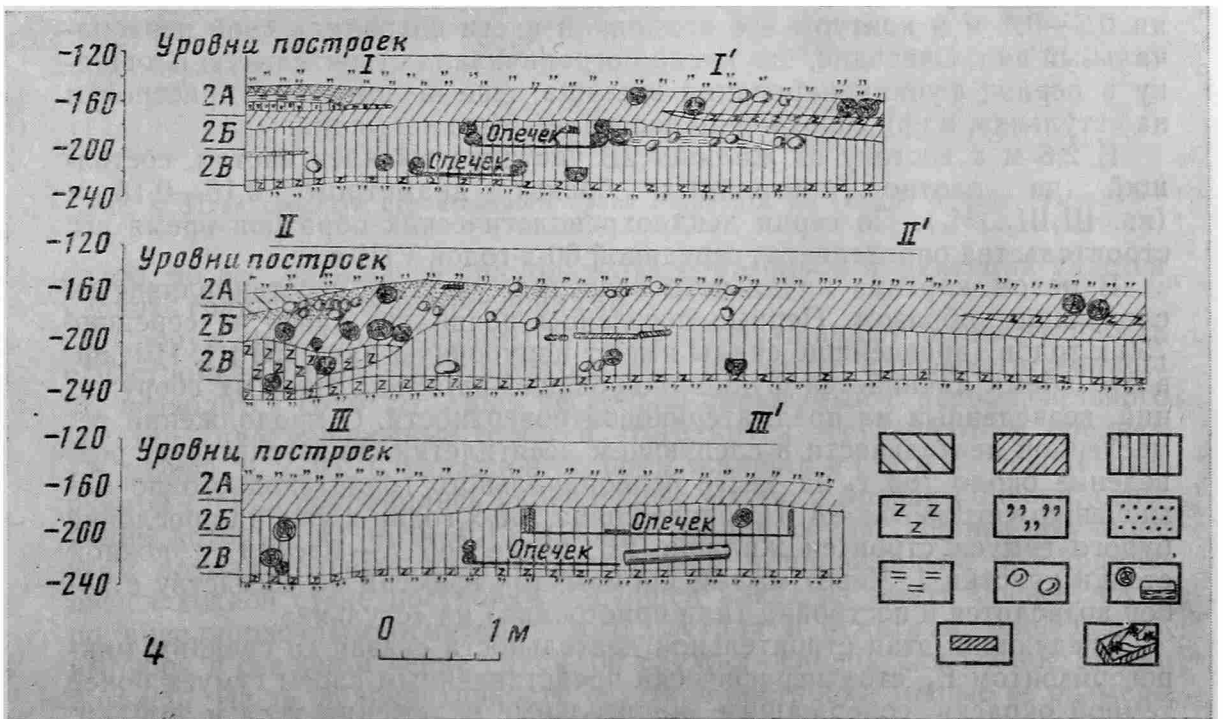 Уровни построек
-120
-160
-200
-240
I I'
2А
2Б
2В
Опечек
Опечек
-120
-160
-200
-240
II II'
Уровни построек
2А
2Б
2В
-120
-160
-200
-240
III III'
Уровни построек
2А
2Б
2В
Опечек
Опечек
4
0 1 м